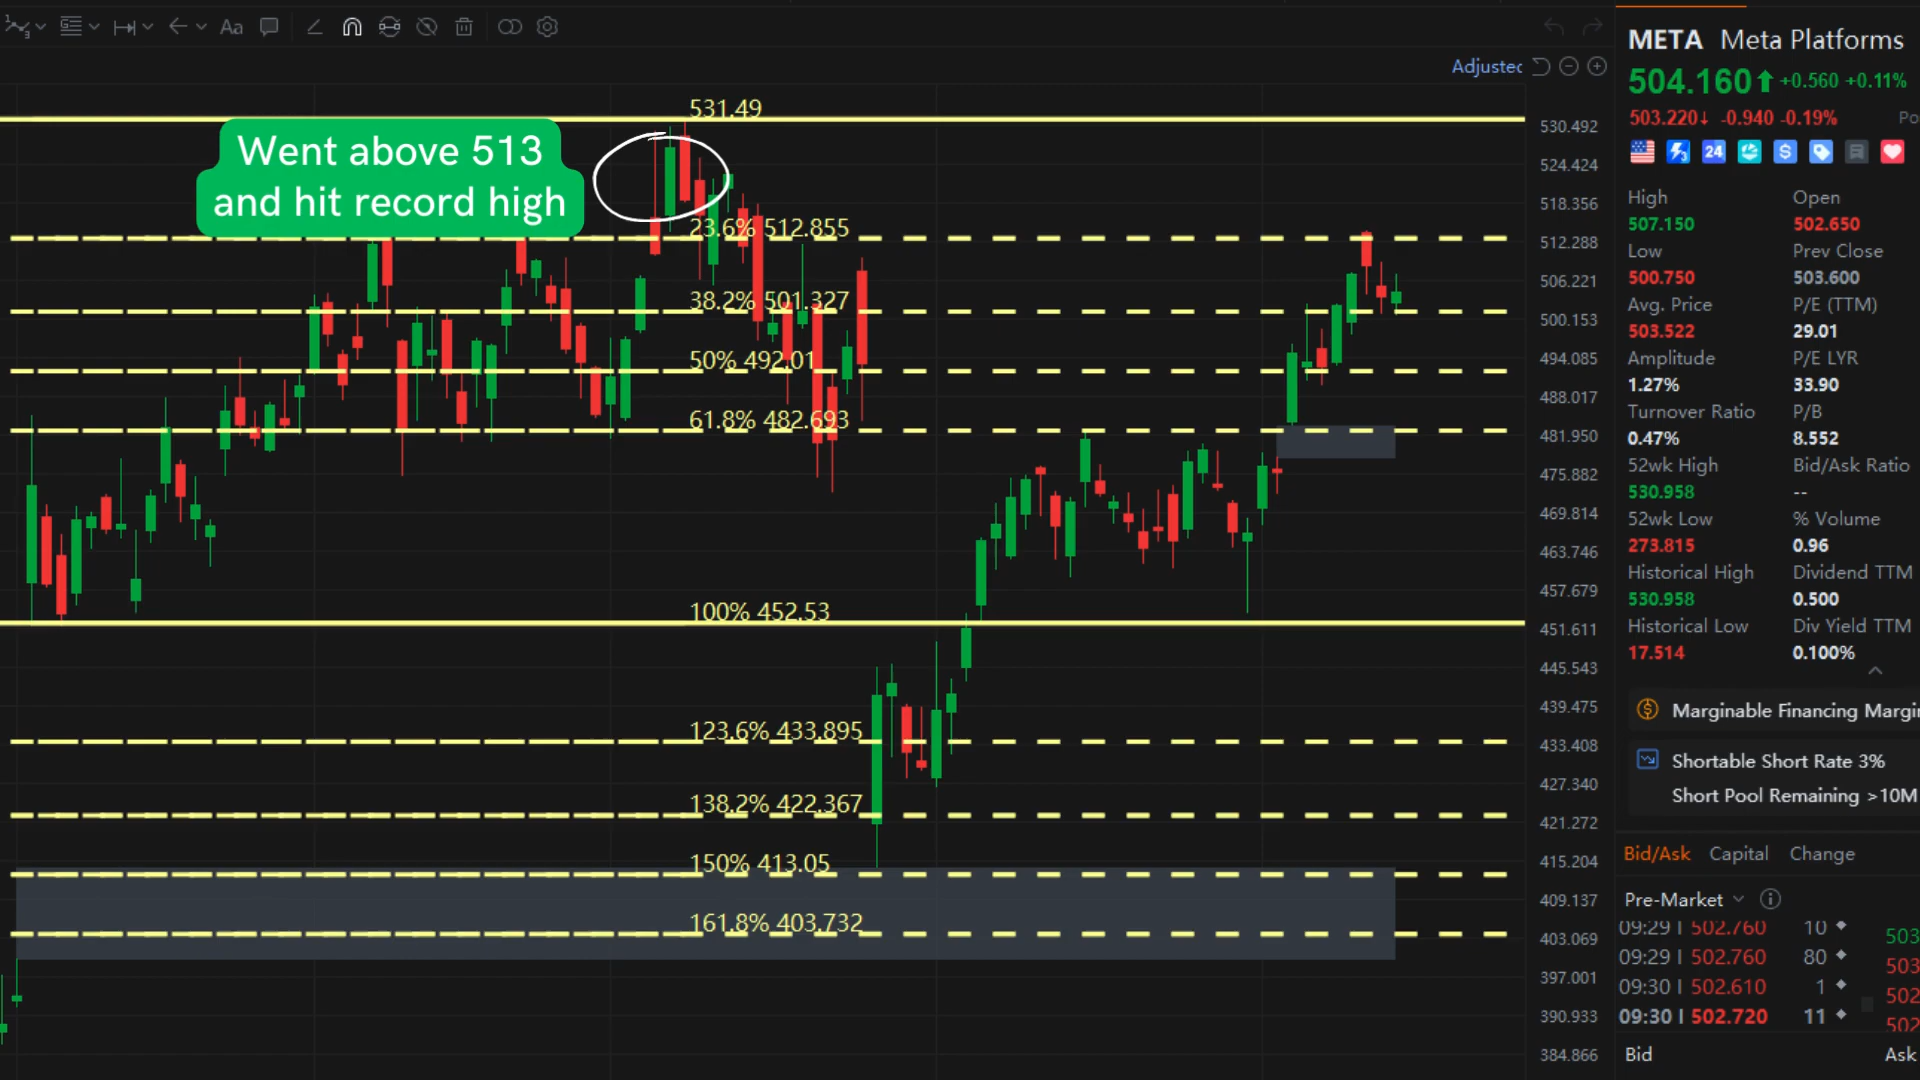 Aa
Adjusted
531.49
Went above 513
and hit record high
23.6% 512.855
38.2% 501.327
50% 492.01
61.8% 482.693
100% 452.53
123.6% 433.895
138.2% 422.367
150% 413.05
161.8% 403.732
530.492
524.424
518.356
512.288
506.221
500.153
494.085
488.017
481.950
475.882
469.814
463.746
457.679
451.611
445.543
439.475
433.408
427.340
421.272
415.204
409.137
403.069
397.001
390.933
384.866
META Meta Platforms
504.160 +0.560 +0.11%
503.220↓ -0.940 -0.19% Po
24
High Open
507.150 502.650
Low Prev Close
500.750 503.600
Avg. Price P/E (TTM)
503.522 29.01
Amplitude P/E LYR
1.27% 33.90
Turnover Ratio P/B
0.47% 8.552
52wk High Bid/Ask Ratio
530.958 --
52wk Low % Volume
273.815 0.96
Historical High Dividend TTM
530.958 0.500
Historical Low Div Yield TTM
17.514 0.100%
Marginable Financing Margin
Shortable Short Rate 3%
Short Pool Remaining >10M
Bid/Ask Capital Change
Pre-Market
09:29 502.760 10 503
09:29 502.760 80 503
09:30 502.610 1 502
09:30 502.720 11 502
Bid Ask